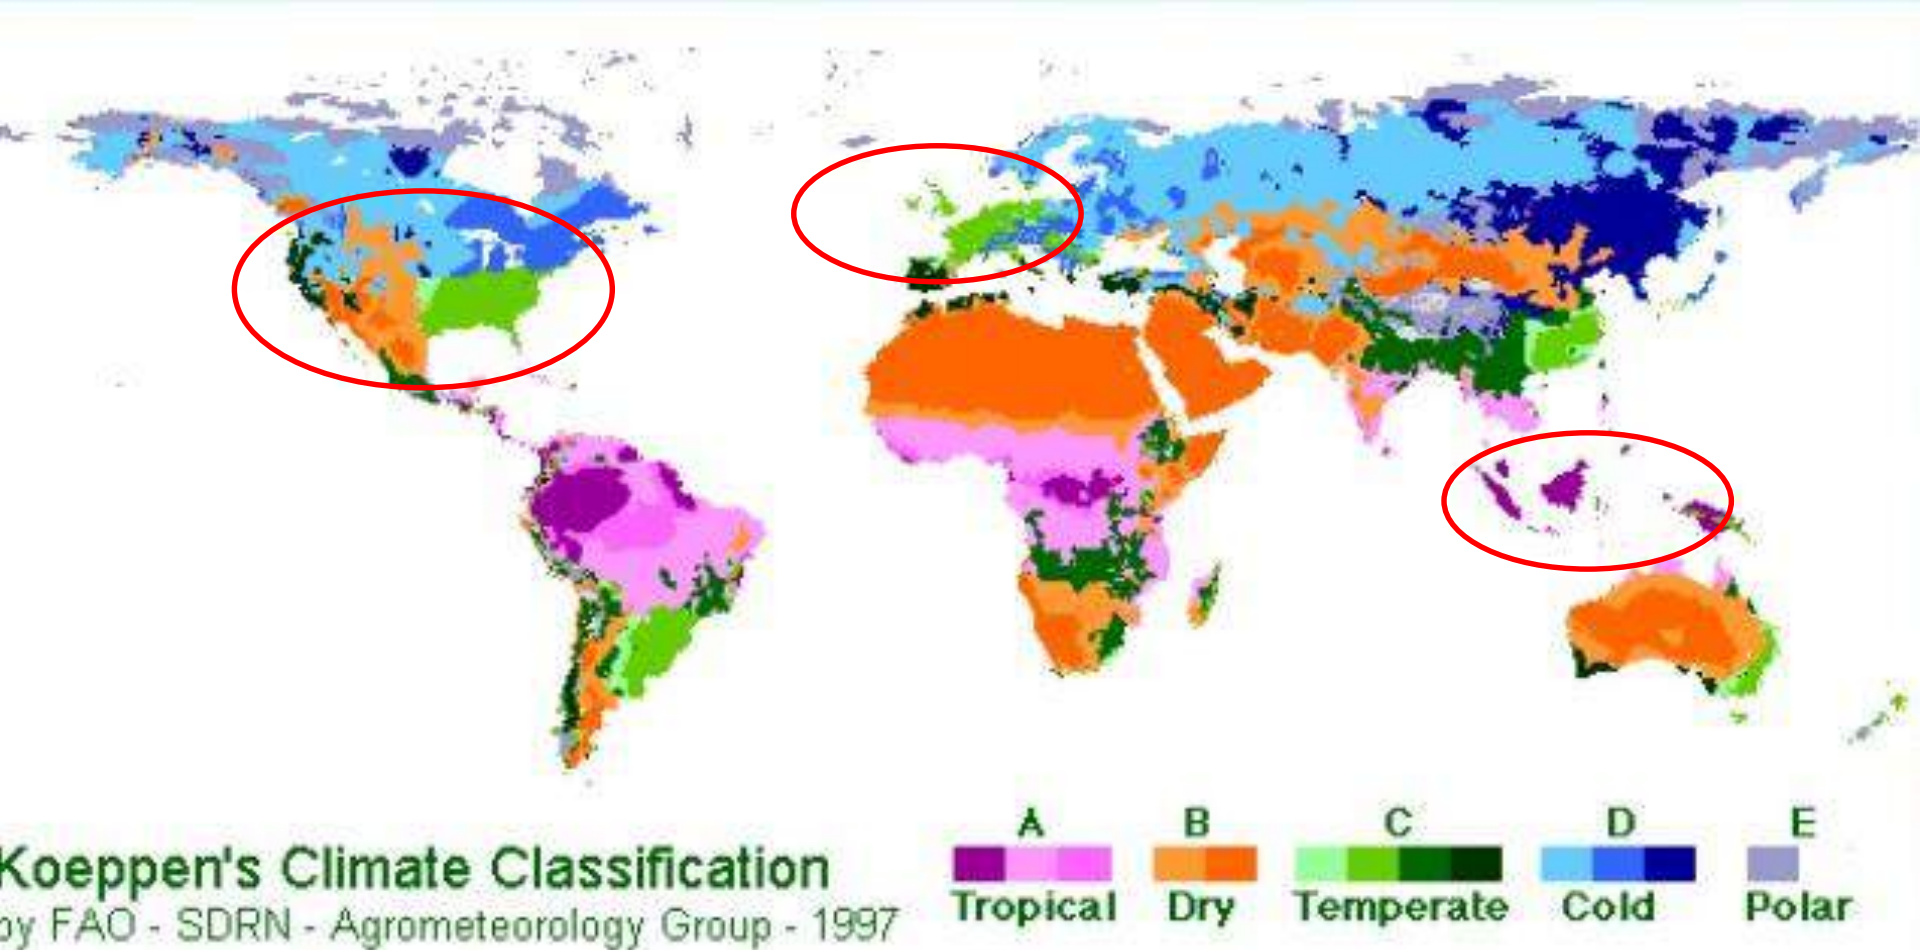 A B C D E
Tropical Dry Temperate Cold Polar
Koeppen's Climate Classification
by FAO - SDRN - Agrometeorology Group - 1997